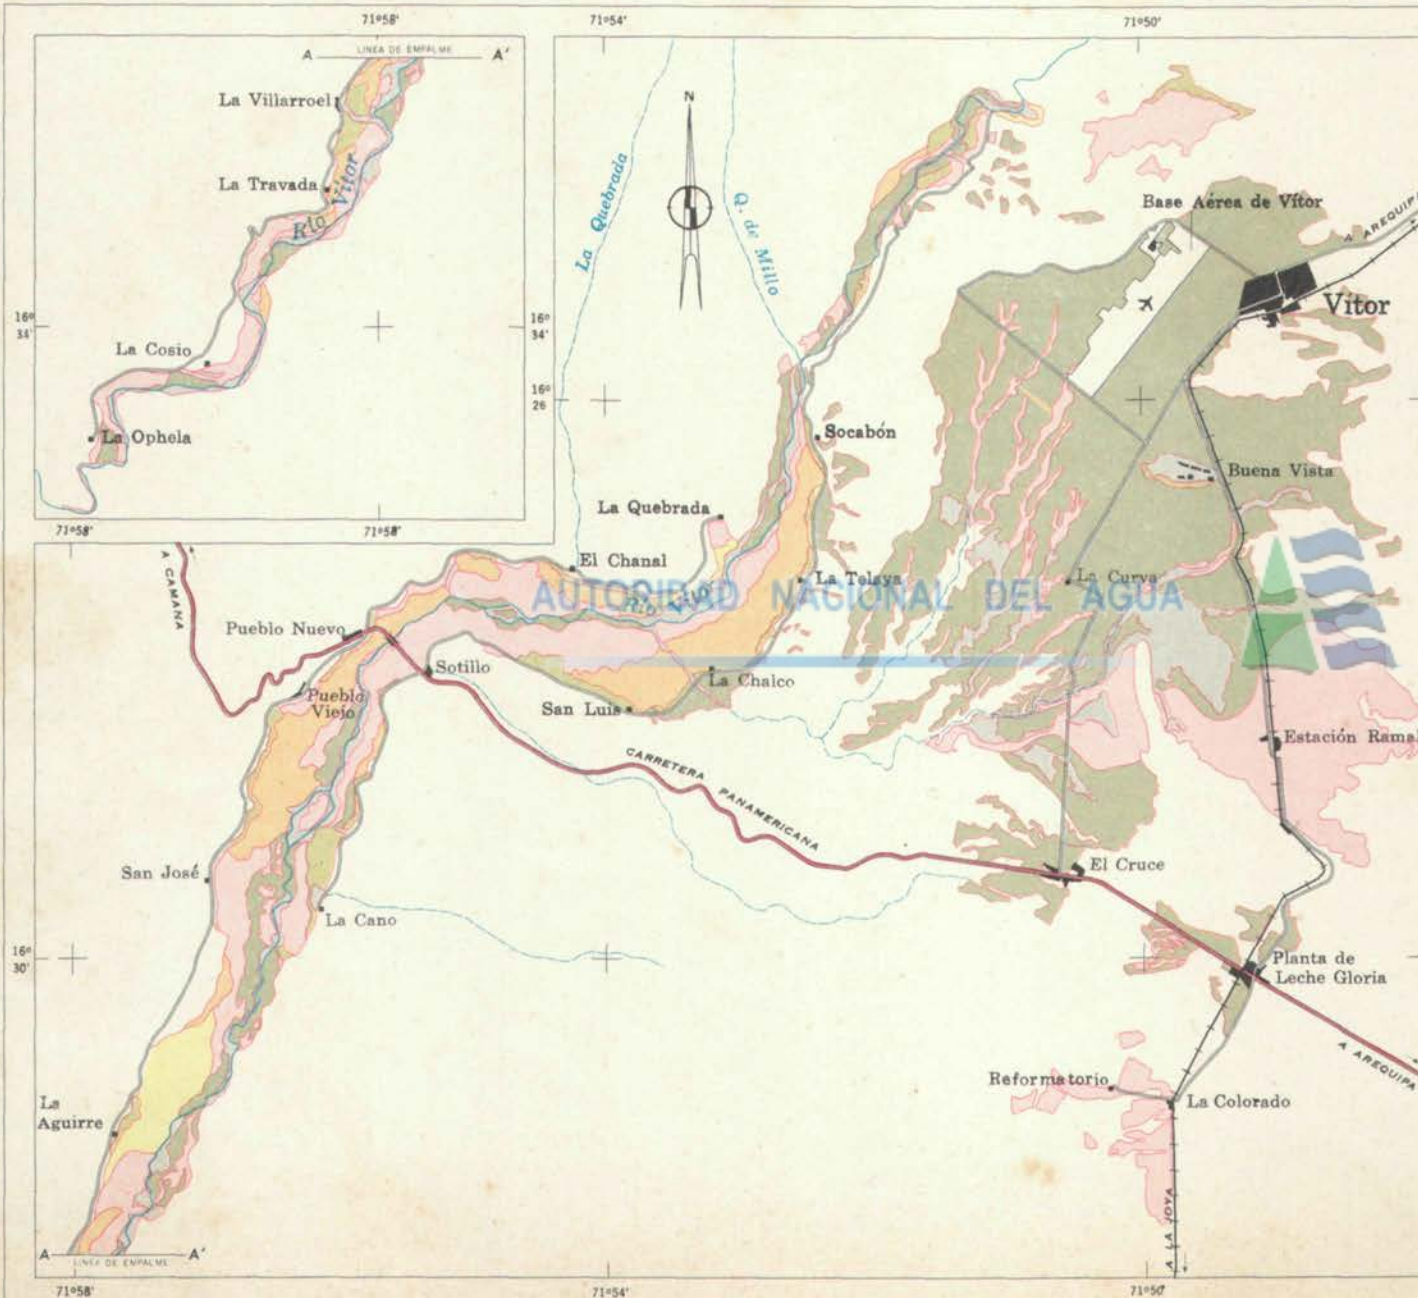 71°58'
71°54'
71°50'
A LINEA DE EMPALME A'
La Villarroel
La Travada
Río Vítor
16°
34'
16°
34'
La Cosio
La Ophela
71°58'
71°58'
N
La Quebrada
Q. de Millo
Base Aérea de Vítor
A AREQUIPA
Vítor
16°
26
Socabón
Buena Vista
La Quebrada
El Chanal
La Telaya
La Curva
AUTORIDAD NACIONAL DEL AGUA
Río Vito
A CAMANA
Pueblo Nuevo
Sotillo
La Chalco
Pueblo
Viejo
San Luis
Estación Ramal
CARRETERA PANAMERICANA
San José
El Cruce
La Cano
16°
30'
Planta de
Leche Gloria
A AREQUIPA
Reformatorio
La Colorado
La
Aguirre
A LA JOYA
A A'
LINEA DE EMPALME
71°58'
71°54'
71°50'